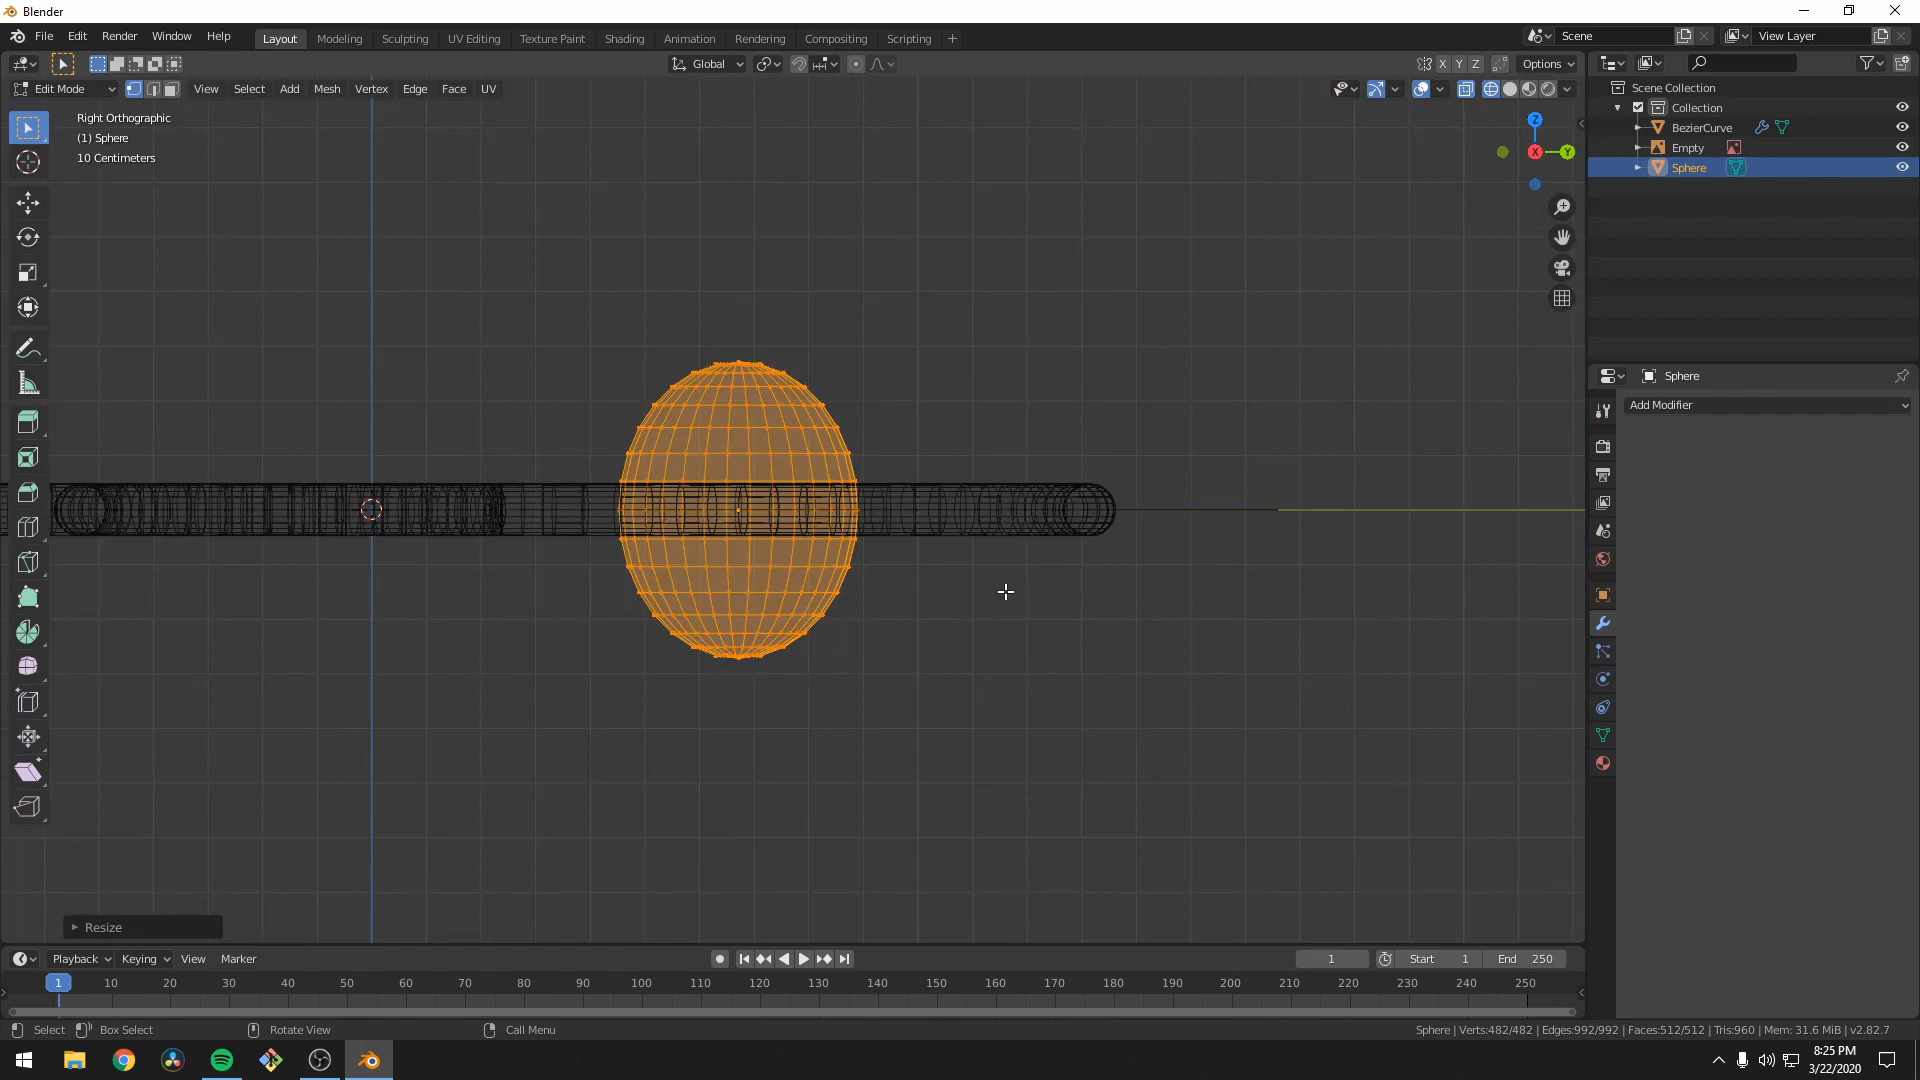 Blender
File Edit Render Window Help
Layout Modeling Sculpting UV Editing Texture Paint Shading Animation Rendering Compositing Scripting +
Scene
View Layer
Global
X Y Z
Options
Edit Mode
View Select Add Mesh Vertex Edge Face UV
Right Orthographic
(1) Sphere
10 Centimeters
Z
X
Y
Scene Collection
Collection
BezierCurve
Empty
Sphere
Sphere
Add Modifier
Resize
Playback Keying View Marker
1
Start 1
End 250
1 10 20 30 40 50 60 70 80 90 100 110 120 130 140 150 160 170 180 190 200 210 220 230 240 250
Select
Box Select
Rotate View
Call Menu
Sphere | Verts:482/482 | Edges:992/992 | Faces:512/512 | Tris:960 | Mem: 31.6 MiB | v2.82.7
8:25 PM
3/22/2020